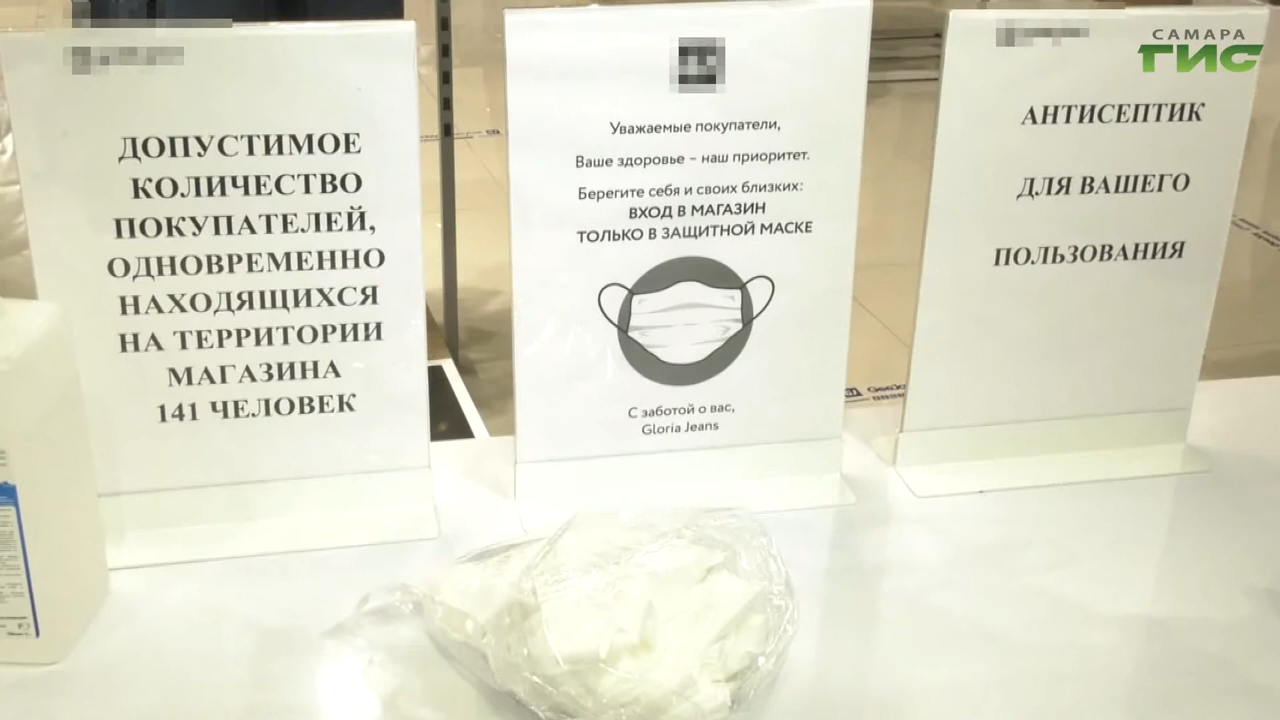 ДОПУСТИМОЕ
КОЛИЧЕСТВО
ПОКУПАТЕЛЕЙ,
ОДНОВРЕМЕННО
НАХОДЯЩИХСЯ
НА ТЕРРИТОРИИ
МАГАЗИНА
141 ЧЕЛОВЕК
Уважаемые покупатели,
Ваше здоровье – наш приоритет.
Берегите себя и своих близких:
ВХОД В МАГАЗИН
ТОЛЬКО В ЗАЩИТНОЙ МАСКЕ
С заботой о вас,
Gloria Jeans
АНТИСЕПТИК
ДЛЯ ВАШЕГО
ПОЛЬЗОВАНИЯ
САМАРА
ГИС